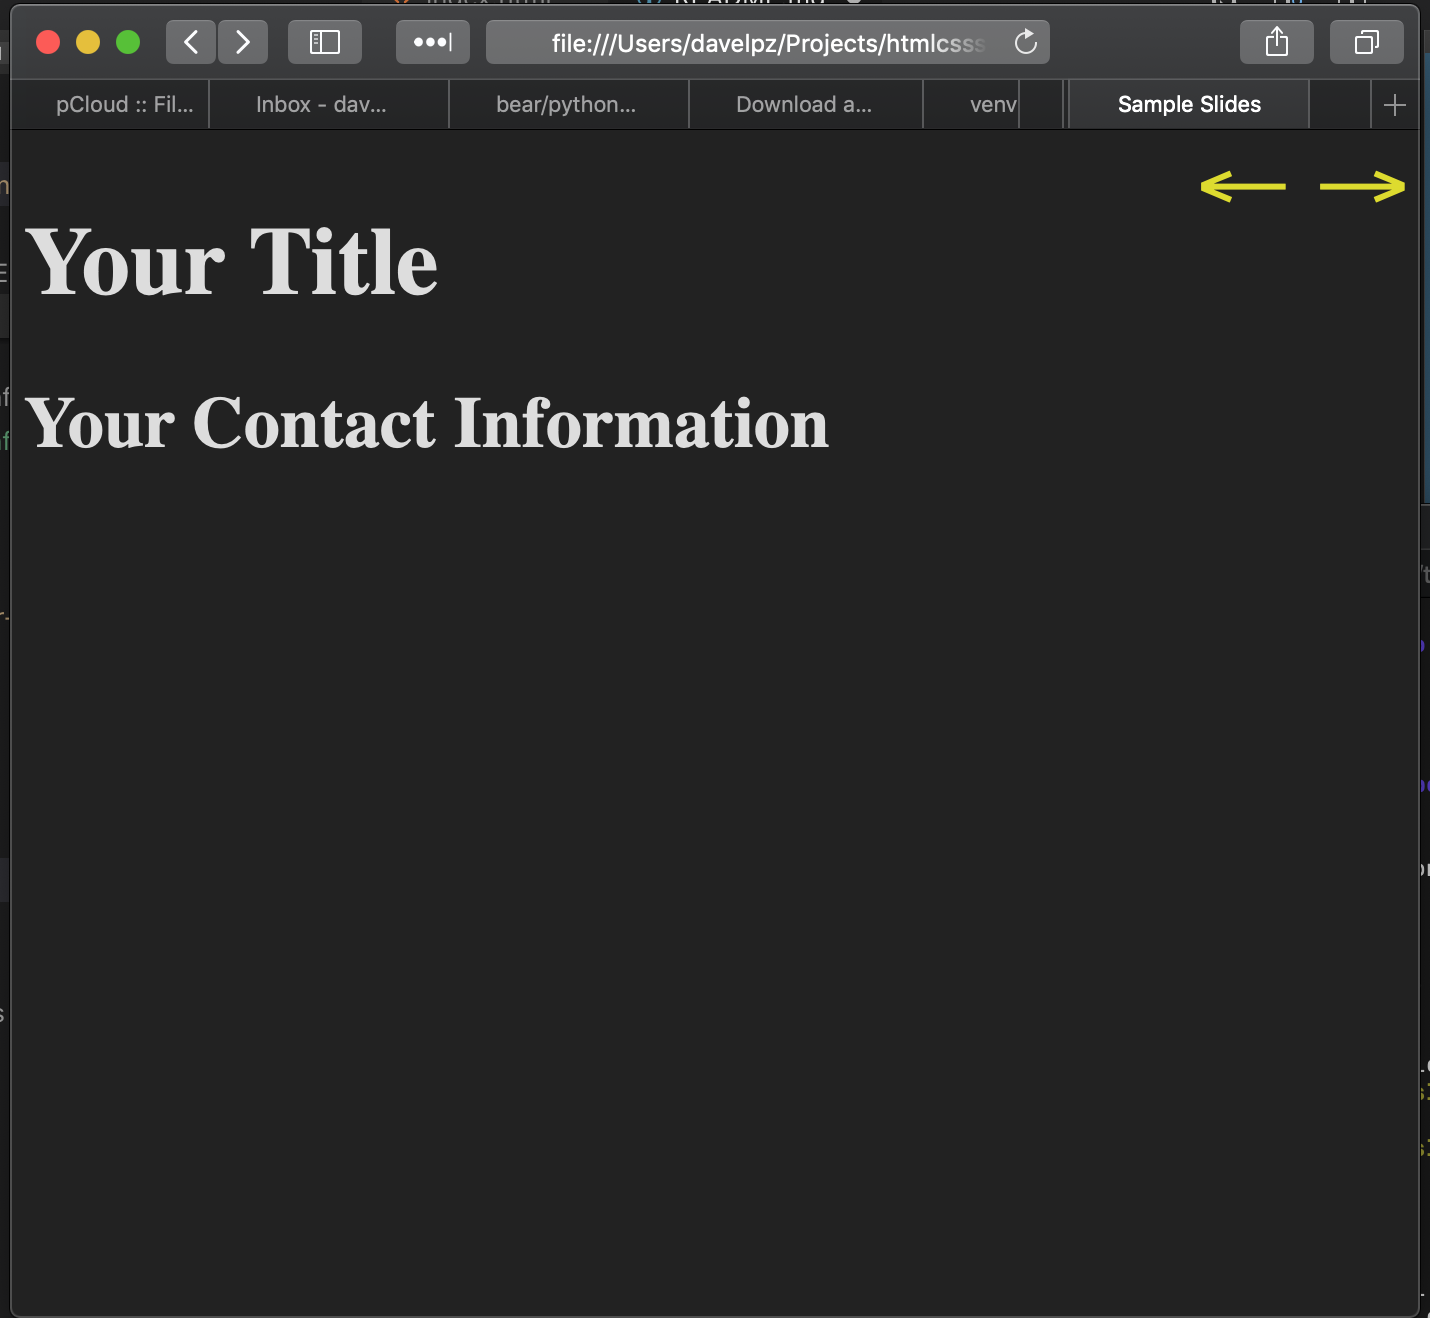 file:///Users/davelpz/Projects/htmlcsss
pCloud :: Fil...
Inbox - dav...
bear/python...
Download a...
venv
Sample Slides
Your Title
Your Contact Information